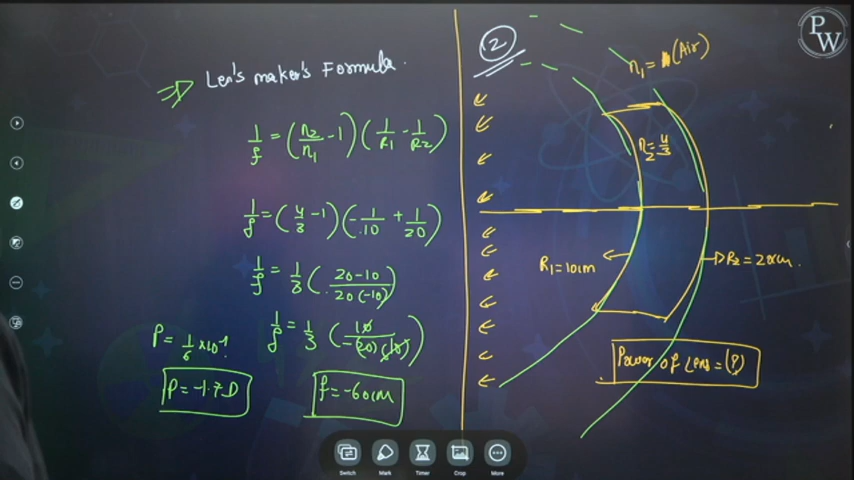 Len's maker's Formula.
1/f = (n2/n1 - 1)(1/R1 - 1/R2)
1/f = (4/3 - 1)(-1/10 + 1/20)
1/f = 1/3 (20-10/20(-10))
1/f = 1/3 (10/-(20)(10))
P = 1/6 × 10⁻¹
P = -1.7 D
f = -60cm
2
n1 = (Air)
n2 = 4/3
R1 = 10cm
R2 = 20cm.
Power of Lens = (P)
PW
Switch
Mark
Timer
Crop
More